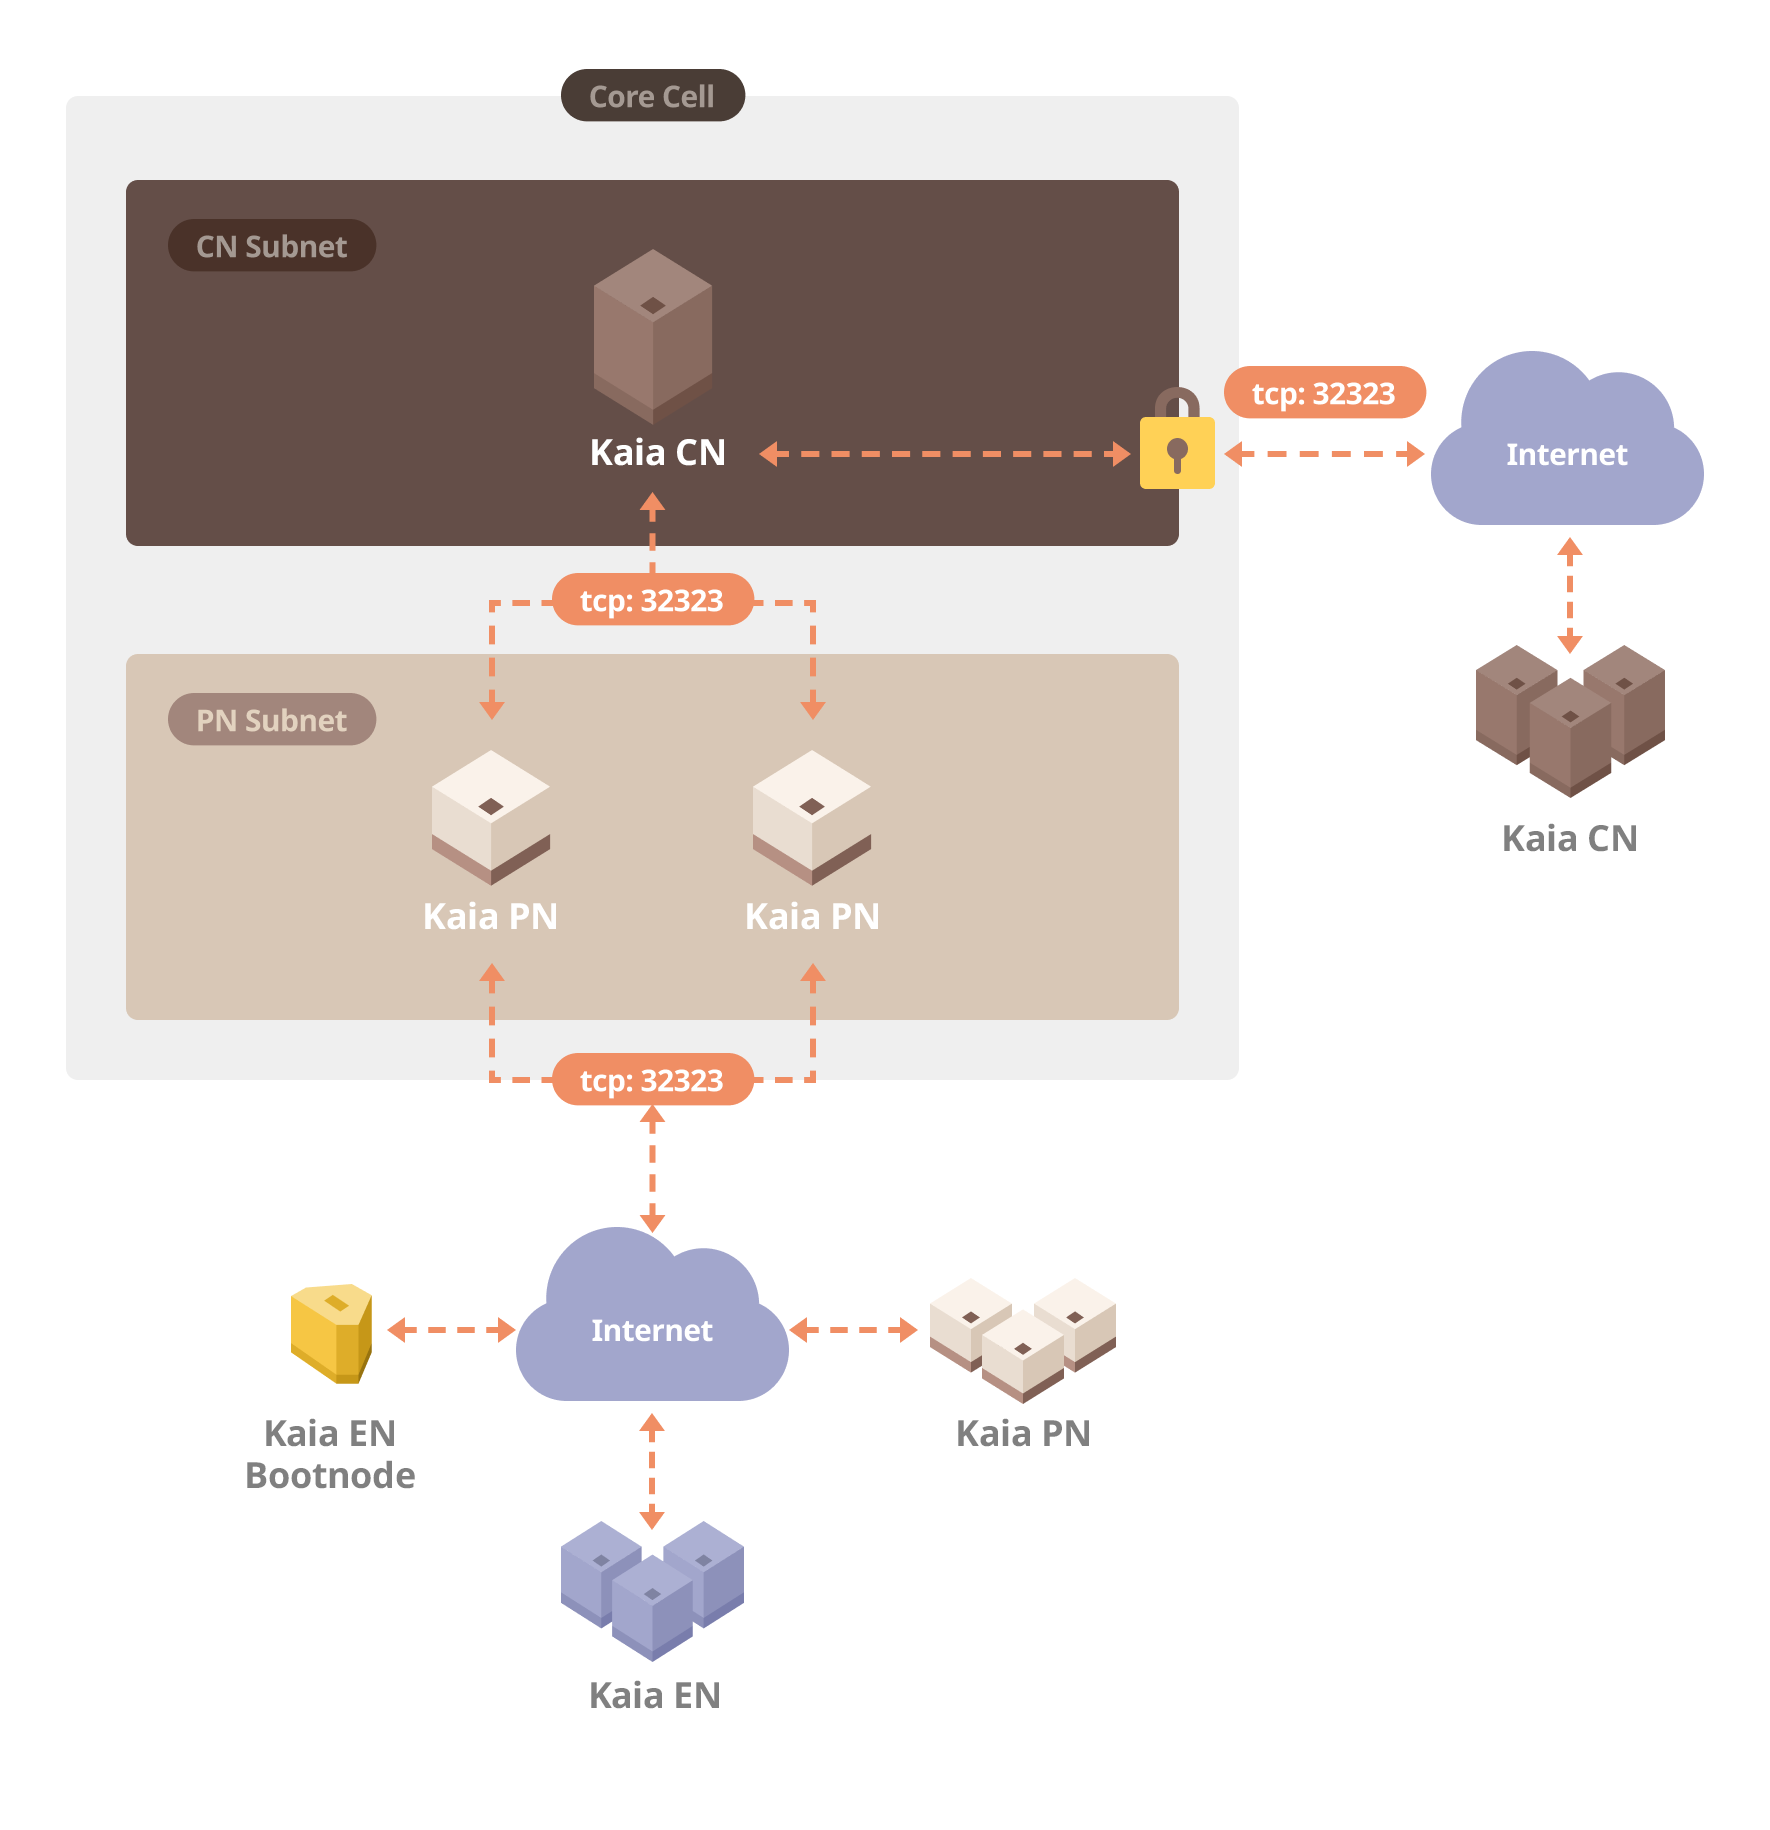 Core Cell
CN Subnet
Kaia CN
tcp: 32323
Internet
tcp: 32323
PN Subnet
Kaia CN
Kaia PN
Kaia PN
tcp: 32323
Internet
Kaia EN
Bootnode
Kaia PN
Kaia EN